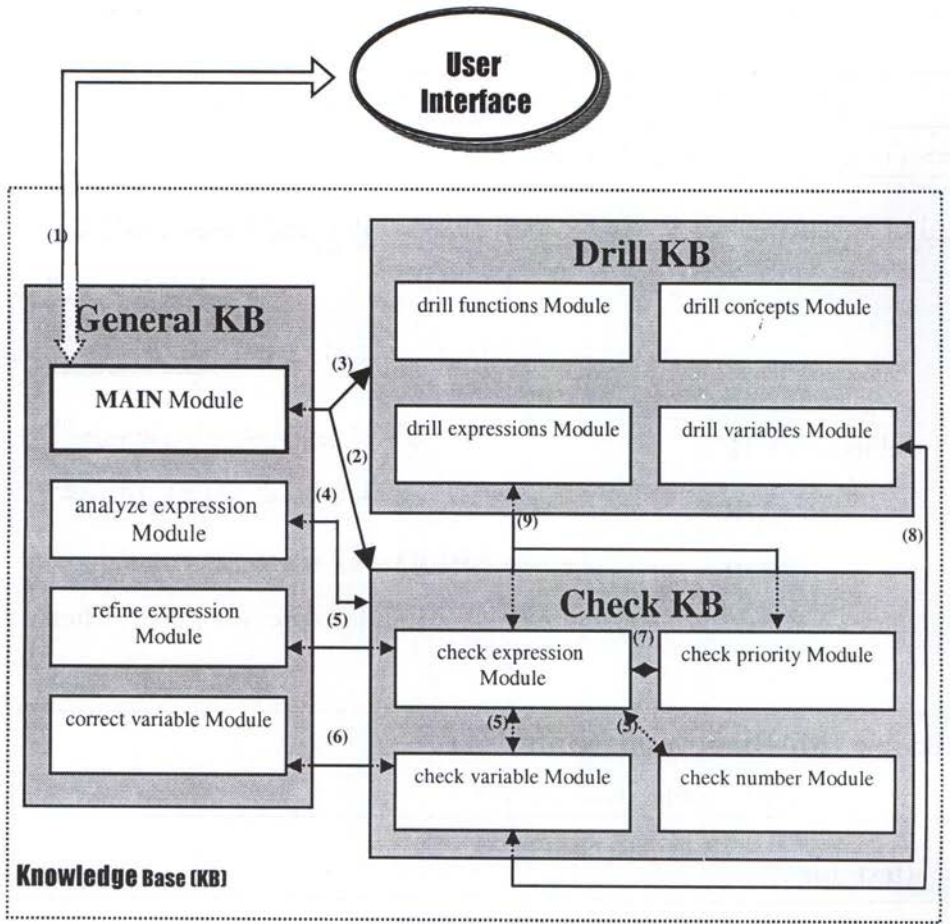 User
Interface
(1)
Drill KB
drill functions Module
drill concepts Module
General KB
(3)
MAIN Module
drill expressions Module
drill variables Module
(2)
analyze expression
Module
(4)
(9)
(8)
Check KB
refine expression
Module
(5)
check expression
Module
(7)
check priority Module
correct variable Module
(6)
(5)
(5)
check variable Module
check number Module
Knowledge Base (KB)